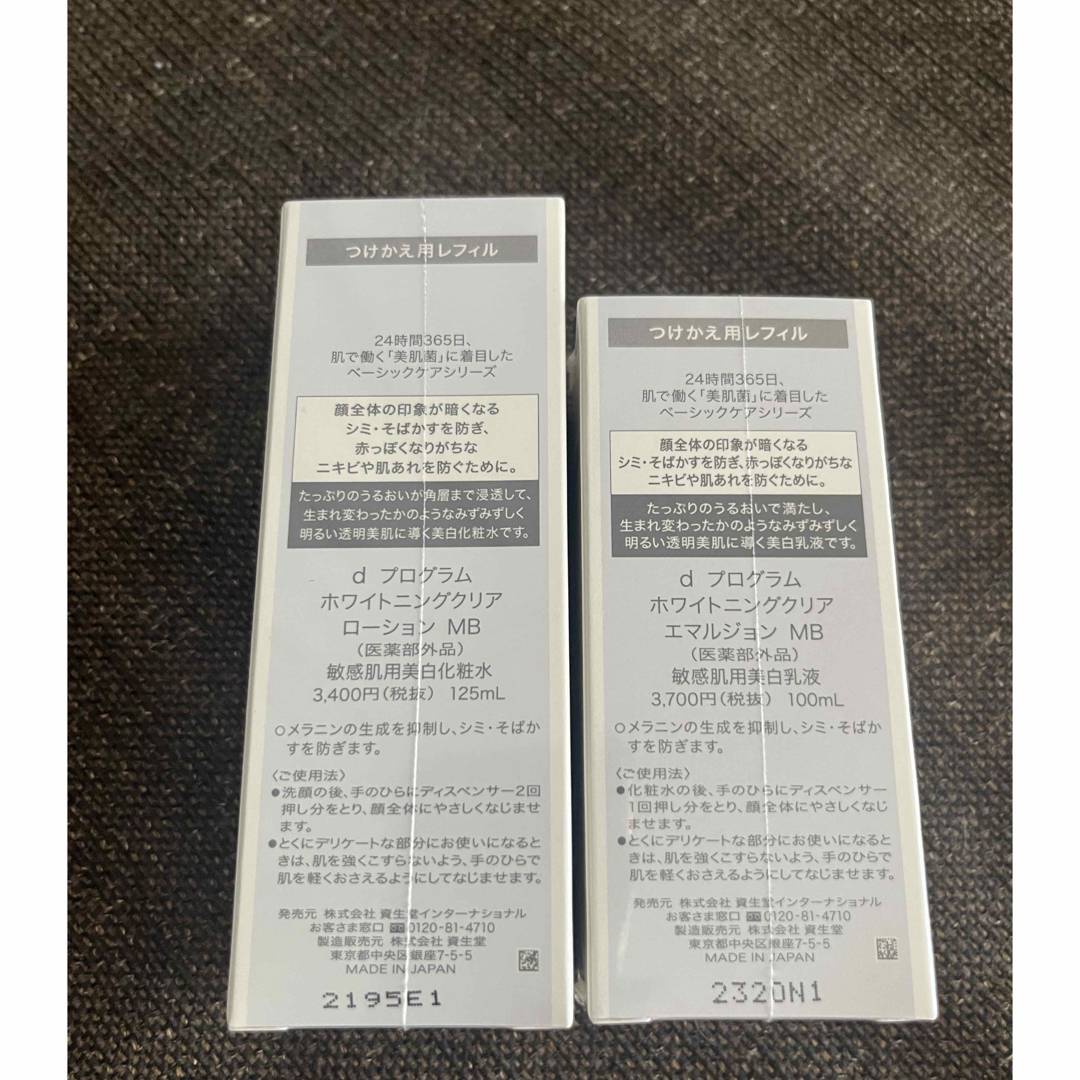 つけかえ用レフィル
24時間365日、
肌で働く「美肌菌」に着目した
ベーシックケアシリーズ
顔全体の印象が暗くなる
シミ・そばかすを防ぎ、
赤っぽくなりがちな
ニキビや肌あれを防ぐために。
たっぷりのうるおいが角層まで浸透して、
生まれ変わったかのようなみずみずしく
明るい透明美肌に導く美白化粧水です。
d プログラム
ホワイトニングクリア
ローション MB
(医薬部外品)
敏感肌用美白化粧水
3,400円(税抜) 125mL
○メラニンの生成を抑制し、シミ・そばか
すを防ぎます。
〈ご使用法〉
●洗顔の後、手のひらにディスペンサー2回
押し分をとり、顔全体にやさしくなじませ
ます。
●とくにデリケートな部分にお使いになると
きは、肌を強くこすらないよう、手のひらで
肌を軽くおさえるようにしてなじませます。
発売元 株式会社 資生堂インターナショナル
お客さま窓口 0120-81-4710
製造販売元 株式会社 資生堂
東京都中央区銀座7-5-5
MADE IN JAPAN
2195E1
つけかえ用レフィル
24時間365日、
肌で働く「美肌菌」に着目した
ベーシックケアシリーズ
顔全体の印象が暗くなる
シミ・そばかすを防ぎ、赤っぽくなりがちな
ニキビや肌あれを防ぐために。
たっぷりのうるおいで満たし、
生まれ変わったかのようなみずみずしく
明るい透明美肌に導く美白乳液です。
d プログラム
ホワイトニングクリア
エマルジョン MB
(医薬部外品)
敏感肌用美白乳液
3,700円(税抜) 100mL
○メラニンの生成を抑制し、シミ・そばか
すを防ぎます。
〈ご使用法〉
●化粧水の後、手のひらにディスペンサー
1回押し分をとり、顔全体にやさしくなじ
ませます。
●とくにデリケートな部分にお使いになると
きは、肌を強くこすらないよう、手のひらで
肌を軽くおさえるようにしてなじませます。
発売元 株式会社 資生堂インターナショナル
お客さま窓口 0120-81-4710
製造販売元 株式会社 資生堂
東京都中央区銀座7-5-5
MADE IN JAPAN
2320N1